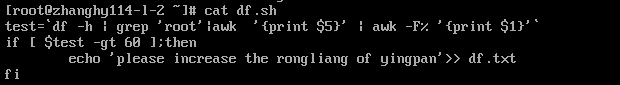 [root@zhanghy114-1-2 ~]# cat df.sh
test=`df -h | grep 'root'|awk  '{print $5}' | awk -F% '{print $1}'`
if [ $test -gt 60 ];then
        echo 'please increase the rongliang of yingpan'>> df.txt
fi